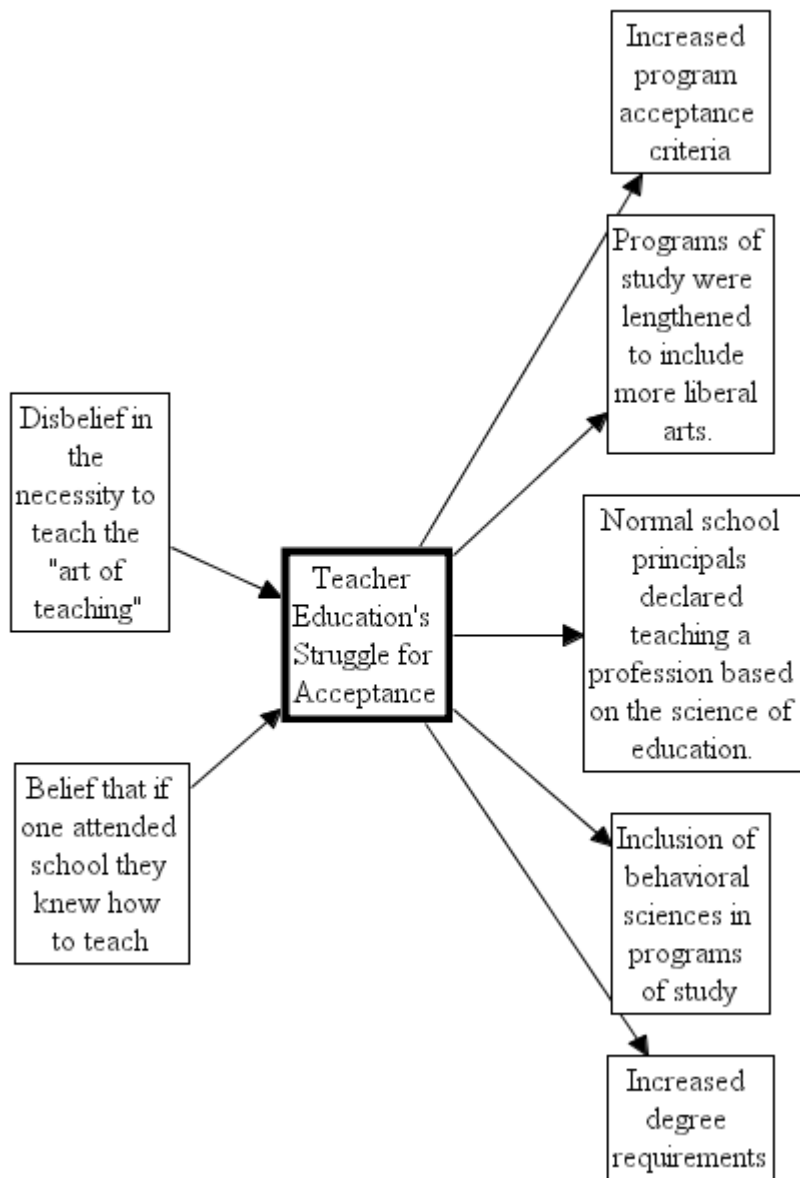 Increased
program
acceptance
criteria
Programs of
study were
lengthened
to include
more liberal
arts.
Disbelief in
the
necessity to
teach the
"art of
teaching"
Teacher
Education's
Struggle for
Acceptance
Normal school
principals
declared
teaching a
profession based
on the science of
education.
Belief that if
one attended
school they
knew how
to teach
Inclusion of
behavioral
sciences in
programs
of study
Increased
degree
requirements